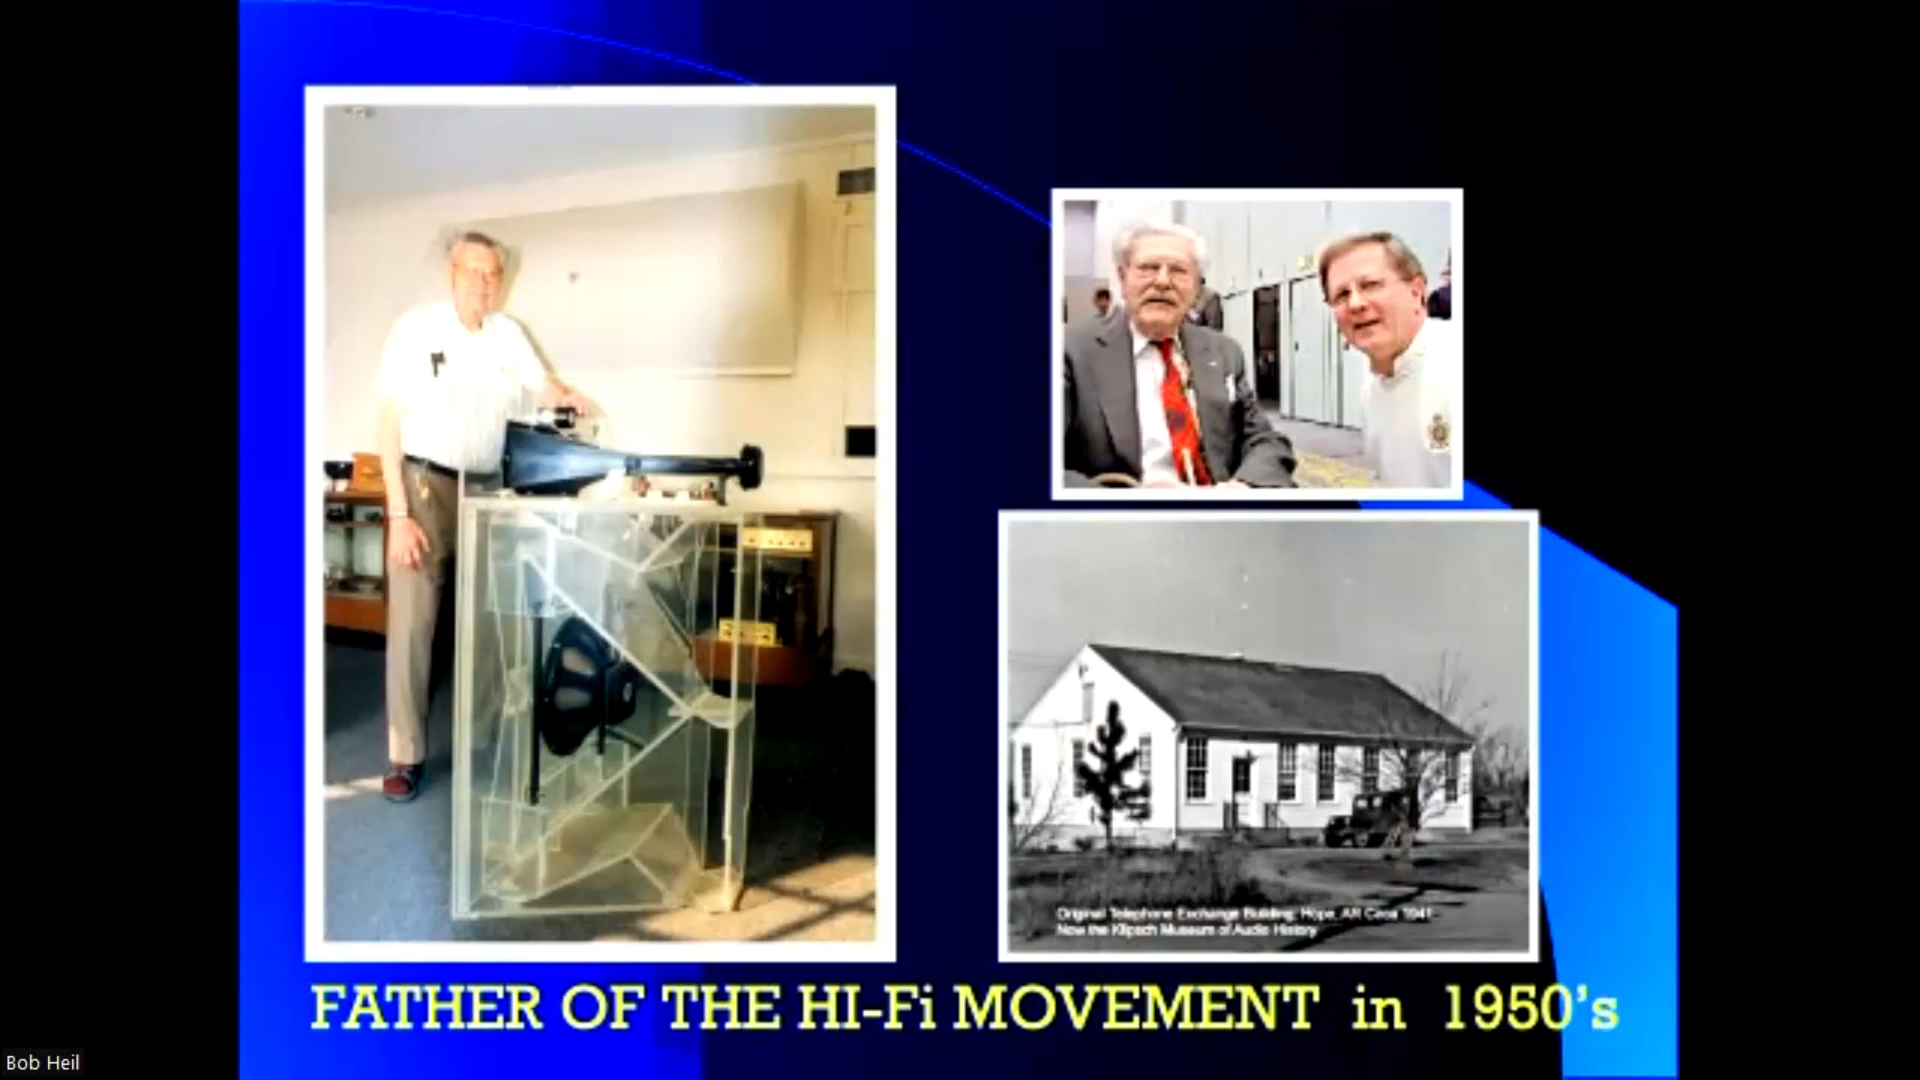 Original Telephone Exchange Building; Hope, AR Circa 1941
Now the Klipsch Museum of Audio History
FATHER OF THE HI-Fi MOVEMENT in 1950's
Bob Heil